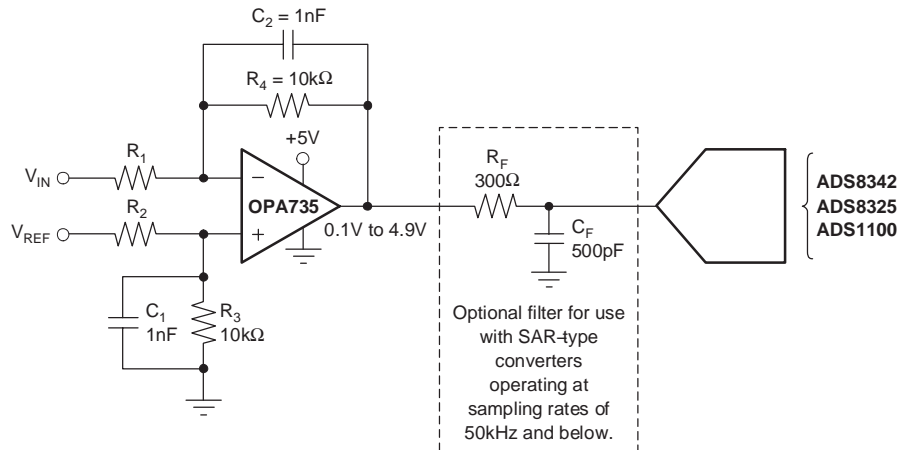 C2 = 1nF
R4 = 10kΩ
+5V
R1
VIN
R2
VREF
−
+
OPA735
0.1V to 4.9V
C1
1nF
R3
10kΩ
RF
300Ω
CF
500pF
Optional filter for use
with SAR-type
converters
operating at
sampling rates of
50kHz and below.
ADS8342
ADS8325
ADS1100